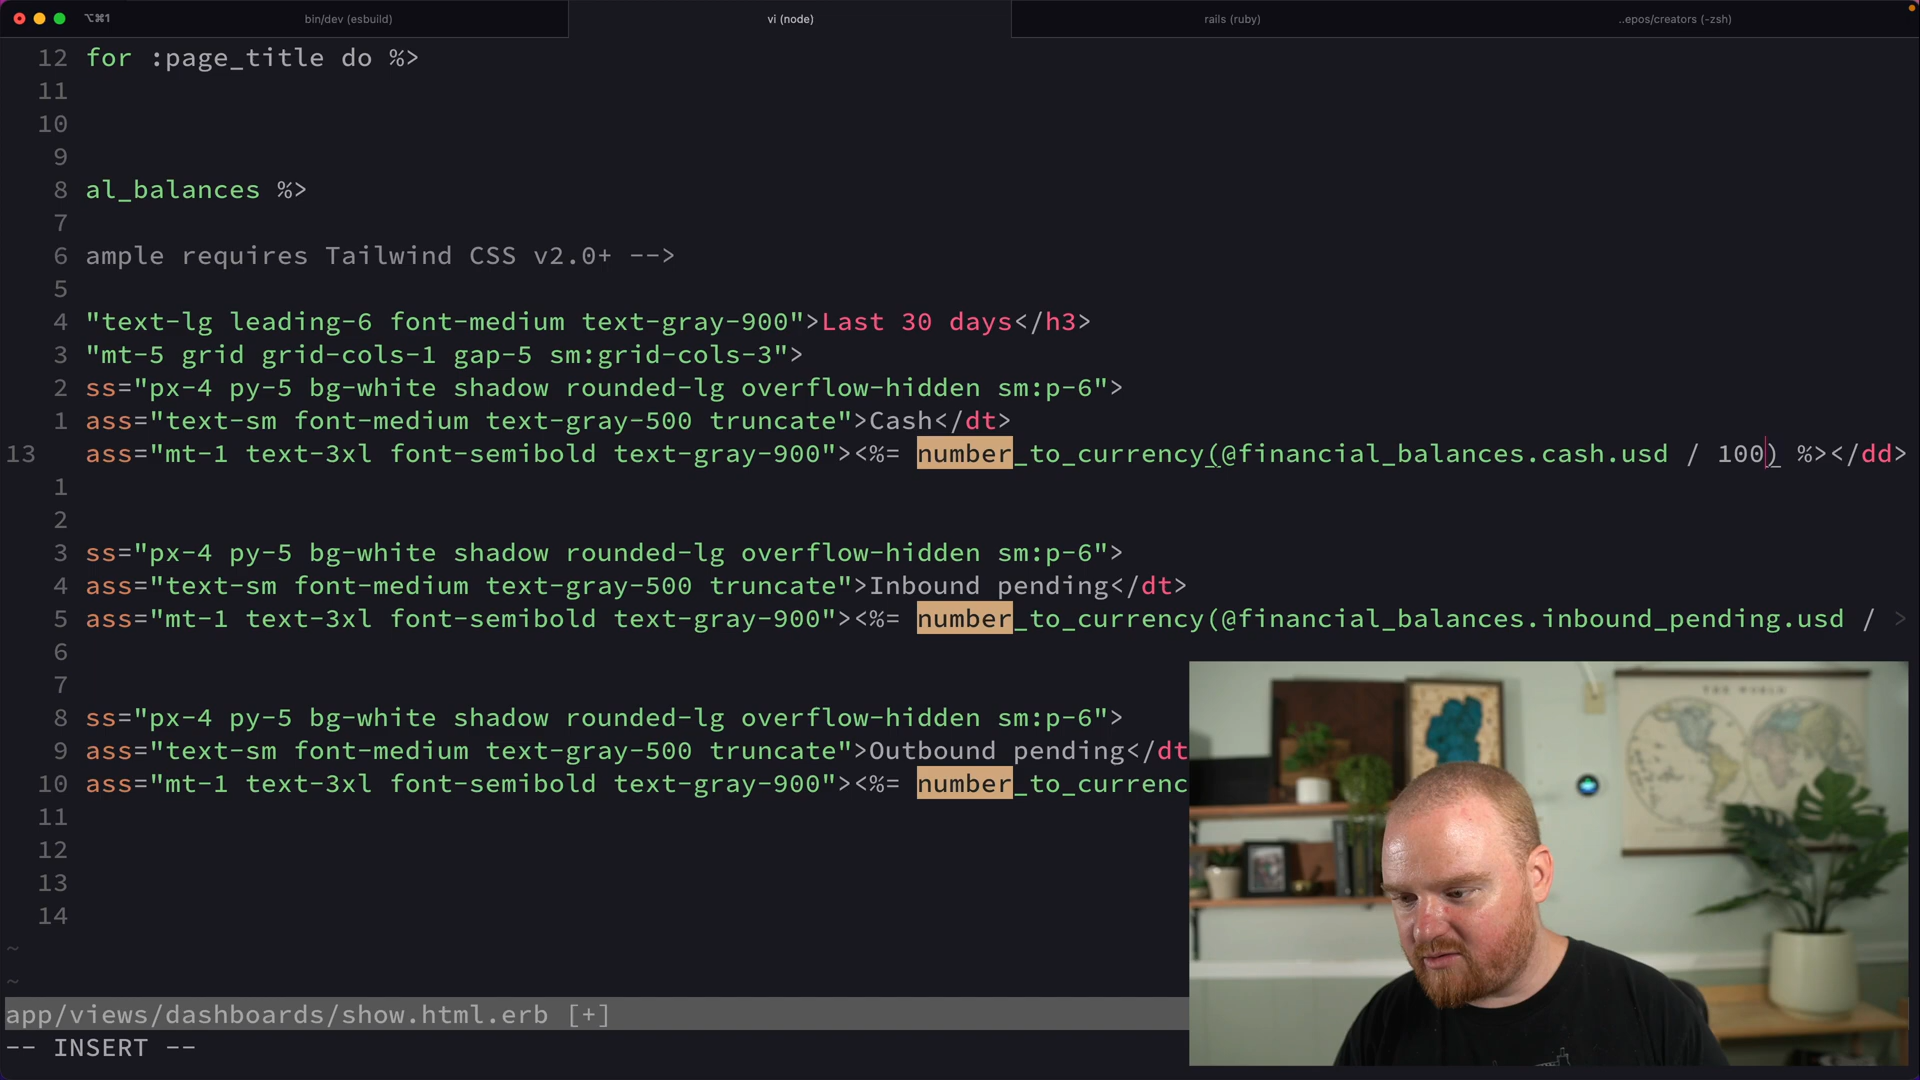 ⌥⌘1 bin/dev (esbuild) vi (node) rails (ruby) ..epos/creators (-zsh)
12 for :page_title do %>
11
10
9
8 al_balances %>
7
6 ample requires Tailwind CSS v2.0+ -->
5
4 "text-lg leading-6 font-medium text-gray-900">Last 30 days</h3>
3 "mt-5 grid grid-cols-1 gap-5 sm:grid-cols-3">
2 ss="px-4 py-5 bg-white shadow rounded-lg overflow-hidden sm:p-6">
1 ass="text-sm font-medium text-gray-500 truncate">Cash</dt>
13 ass="mt-1 text-3xl font-semibold text-gray-900"><%= number_to_currency(@financial_balances.cash.usd / 100) %></dd>
1
2
3 ss="px-4 py-5 bg-white shadow rounded-lg overflow-hidden sm:p-6">
4 ass="text-sm font-medium text-gray-500 truncate">Inbound pending</dt>
5 ass="mt-1 text-3xl font-semibold text-gray-900"><%= number_to_currency(@financial_balances.inbound_pending.usd / >
6
7
8 ss="px-4 py-5 bg-white shadow rounded-lg overflow-hidden sm:p-6">
9 ass="text-sm font-medium text-gray-500 truncate">Outbound pending</dt
10 ass="mt-1 text-3xl font-semibold text-gray-900"><%= number_to_currenc
11
12
13
14
~
~
app/views/dashboards/show.html.erb [+]
-- INSERT --
THE WORLD